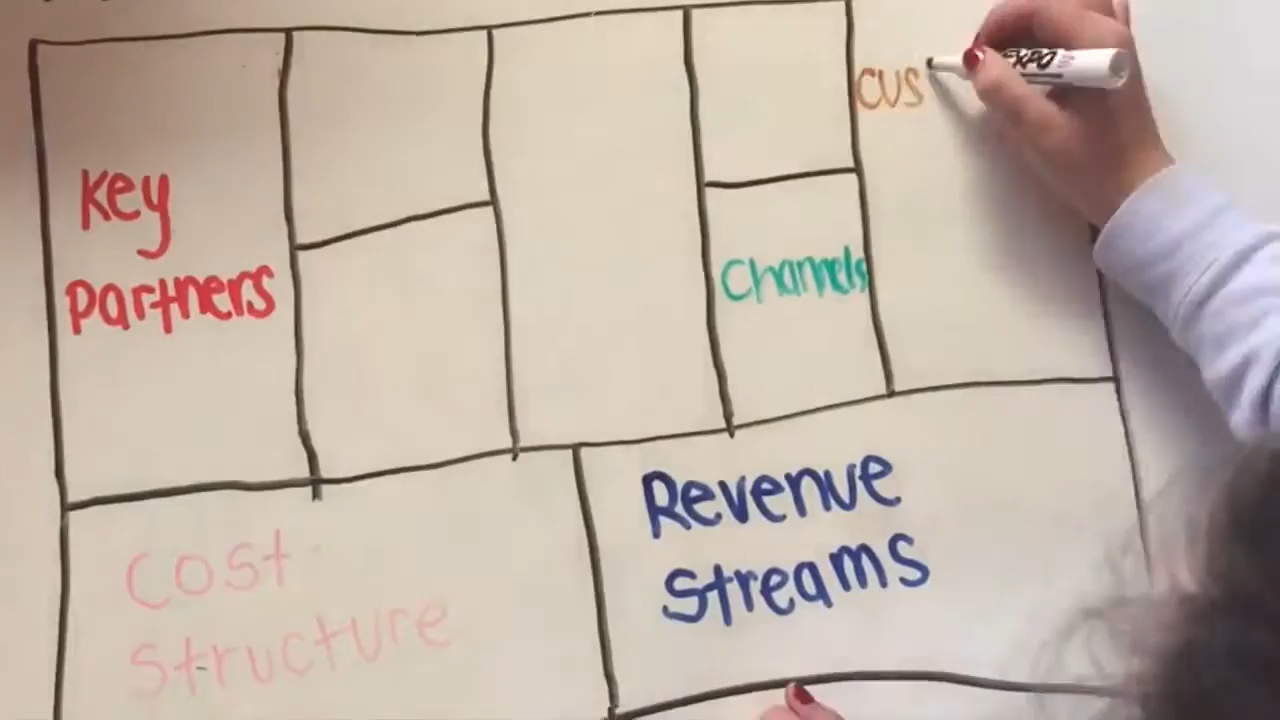 Key
Partners
Channels
cus
EXPO
Cost
Structure
Revenue
Streams